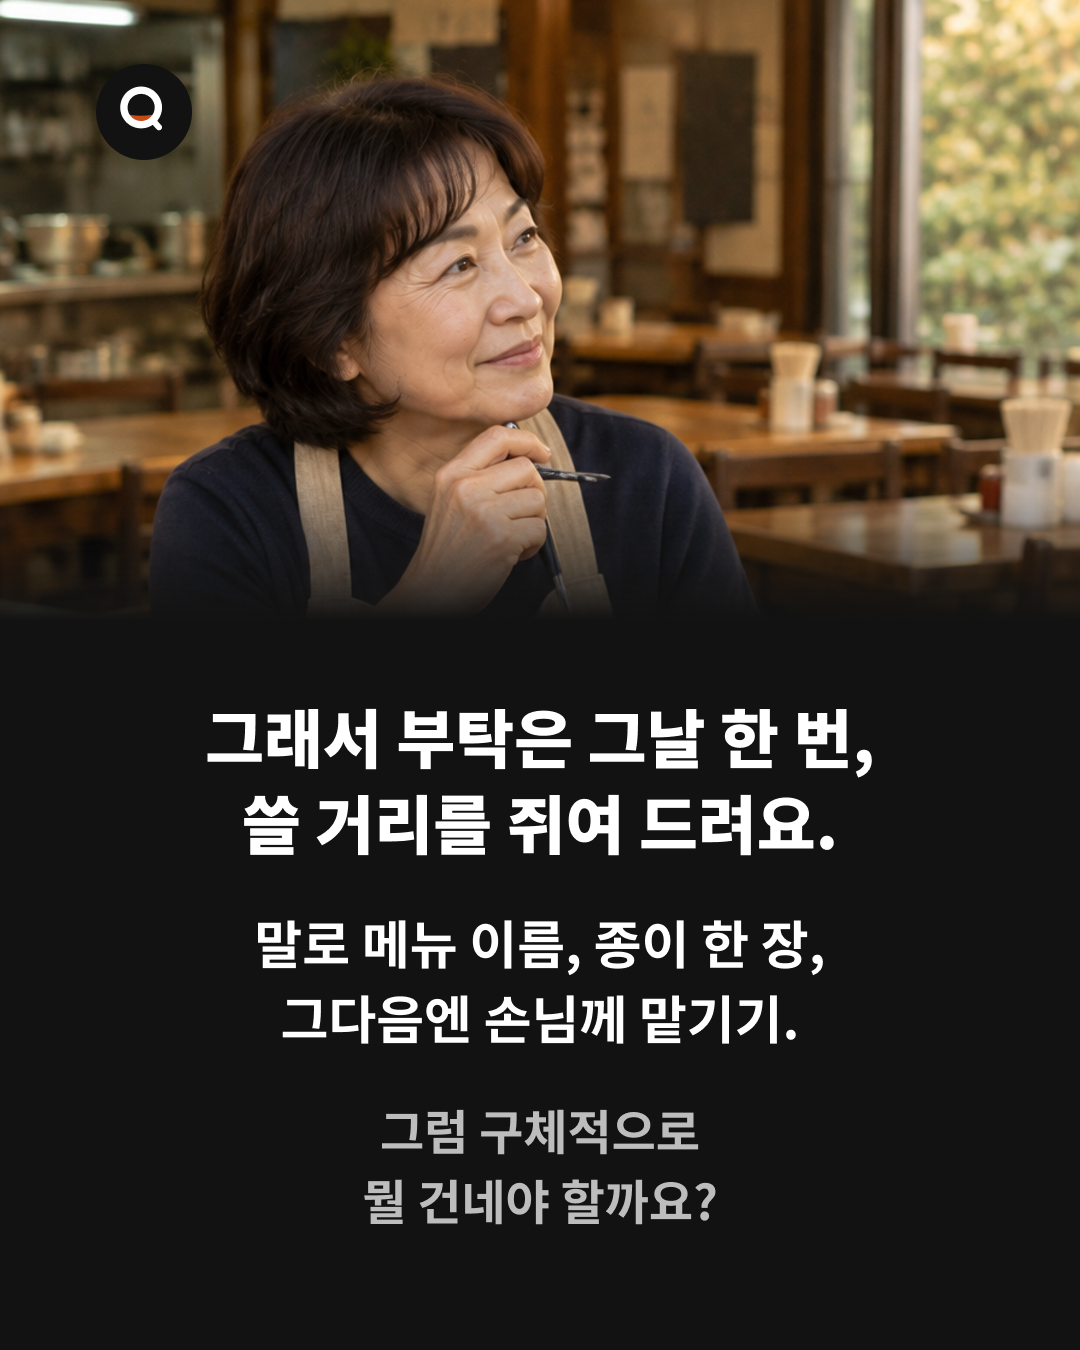 그래서 부탁은 그날 한 번,
쓸 거리를 쥐여 드려요.
말로 메뉴 이름, 종이 한 장,
그다음엔 손님께 맡기기.
그럼 구체적으로
뭘 건네야 할까요?